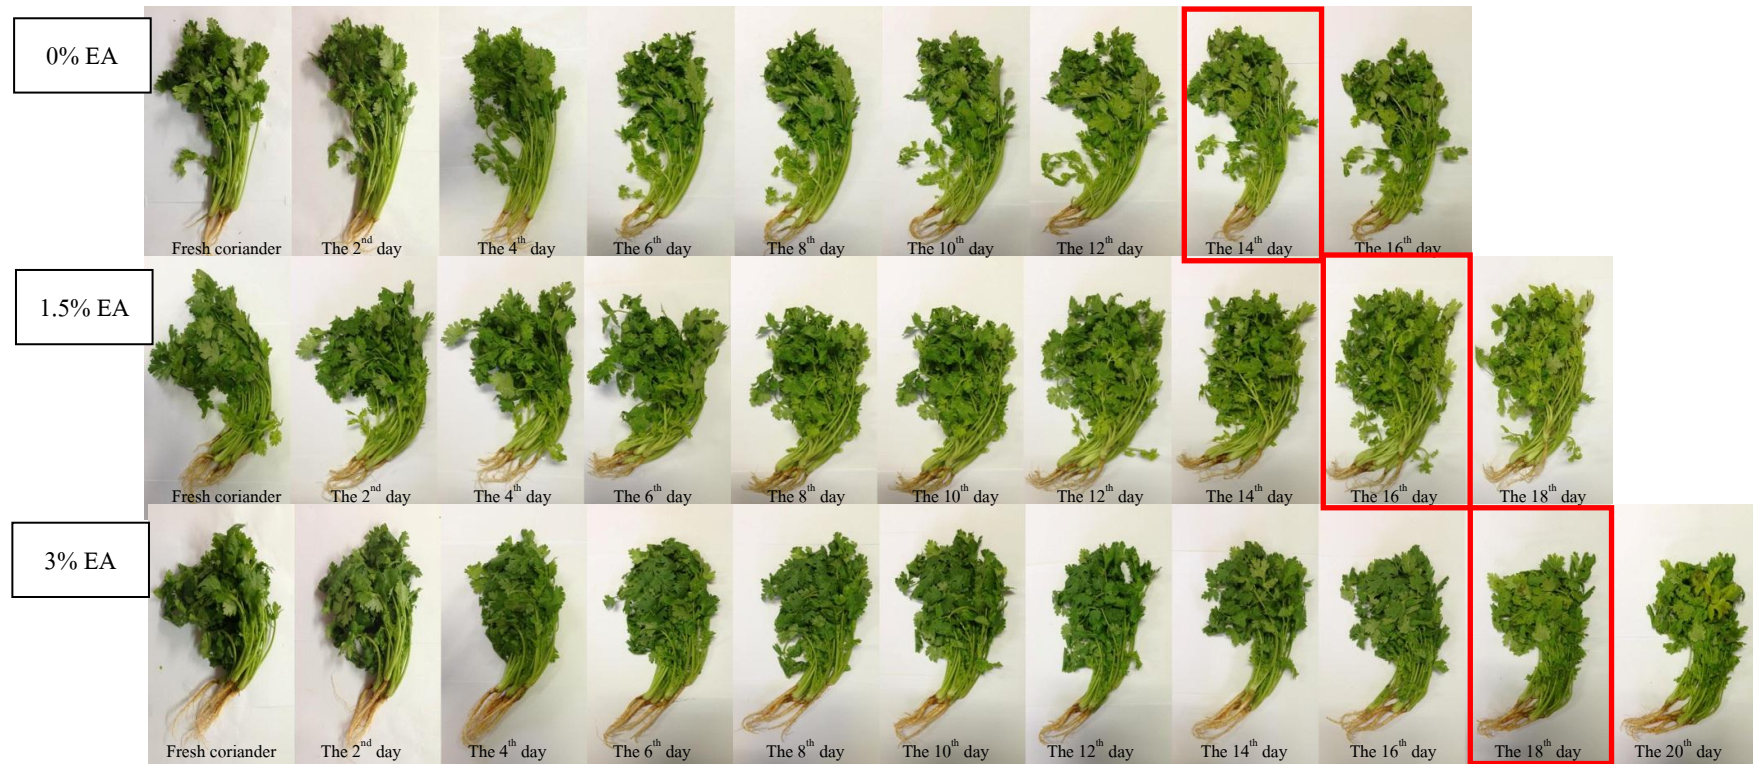 0% EA
Fresh coriander The 2nd day The 4th day The 6th day The 8th day The 10th day The 12th day The 14th day The 16th day
1.5% EA
Fresh coriander The 2nd day The 4th day The 6th day The 8th day The 10th day The 12th day The 14th day The 16th day The 18th day
3% EA
Fresh coriander The 2nd day The 4th day The 6th day The 8th day The 10th day The 12th day The 14th day The 16th day The 18th day The 20th day